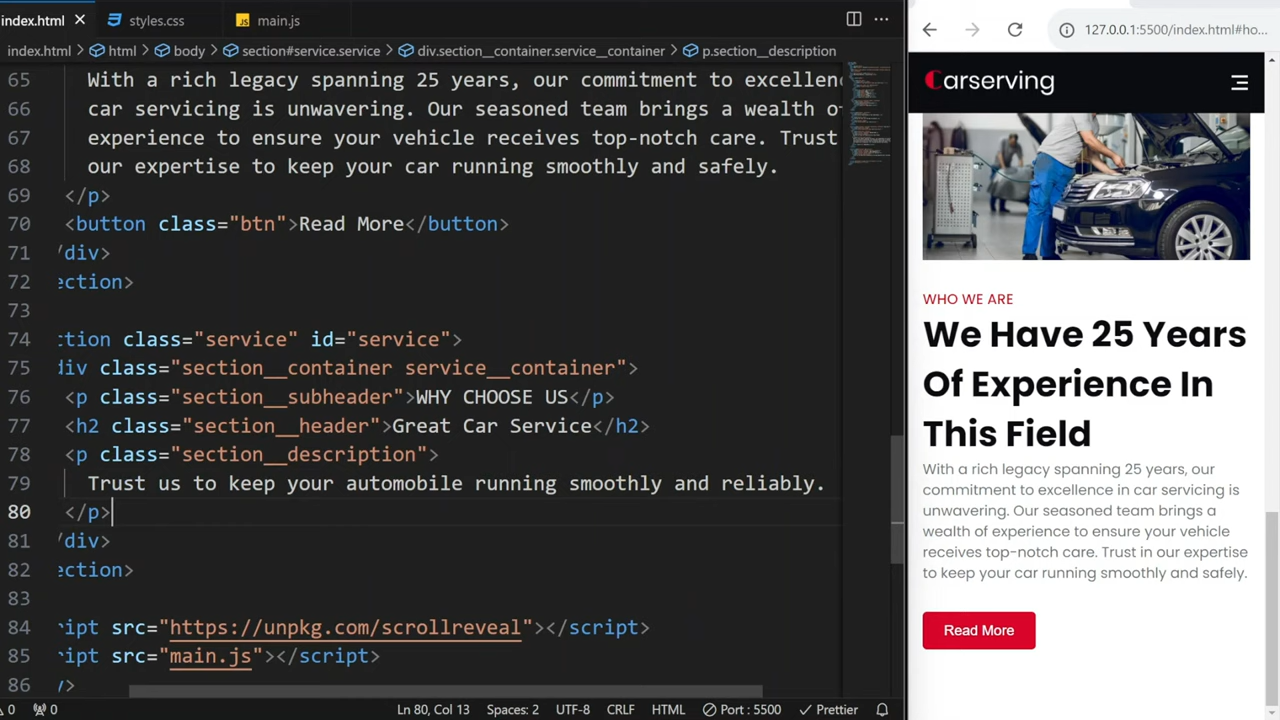 index.html
styles.css
JS main.js
index.html > html > body > section#service.service > div.section__container.service__container > p.section__description
65 With a rich legacy spanning 25 years, our commitment to excellenc
66 car servicing is unwavering. Our seasoned team brings a wealth o
67 experience to ensure your vehicle receives top-notch care. Trust
68 our expertise to keep your car running smoothly and safely.
69 </p>
70 <button class="btn">Read More</button>
71 /div>
72 ection>
73
74 ction class="service" id="service">
75 div class="section__container service__container">
76 <p class="section__subheader">WHY CHOOSE US</p>
77 <h2 class="section__header">Great Car Service</h2>
78 <p class="section__description">
79 Trust us to keep your automobile running smoothly and reliably.
80 </p>
81 /div>
82 ection>
83
84 ript src="https://unpkg.com/scrollreveal"></script>
85 ript src="main.js"></script>
86 y>
0
0
Ln 80, Col 13
Spaces: 2
UTF-8
CRLF
HTML
Port : 5500
Prettier
127.0.0.1:5500/index.html#ho...
Carserving
WHO WE ARE
We Have 25 Years
Of Experience In
This Field
With a rich legacy spanning 25 years, our
commitment to excellence in car servicing is
unwavering. Our seasoned team brings a
wealth of experience to ensure your vehicle
receives top-notch care. Trust in our expertise
to keep your car running smoothly and safely.
Read More